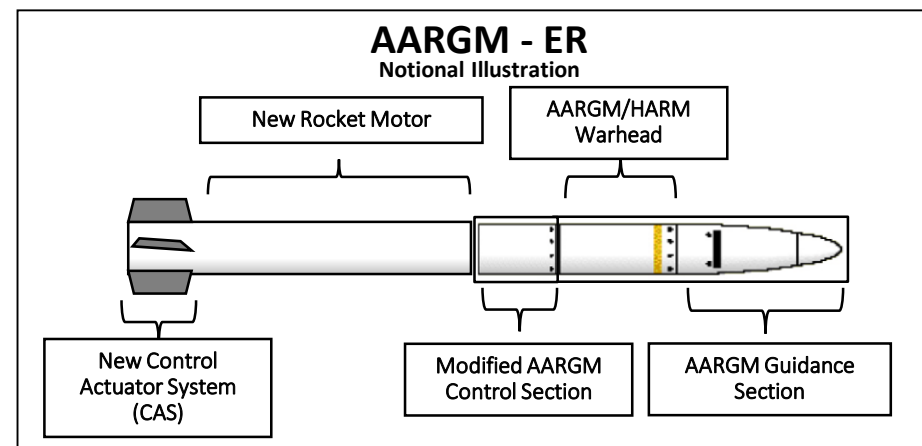 AARGM - ER
Notional Illustration
New Rocket Motor
AARGM/HARM
Warhead
New Control
Actuator System
(CAS)
Modified AARGM
Control Section
AARGM Guidance
Section